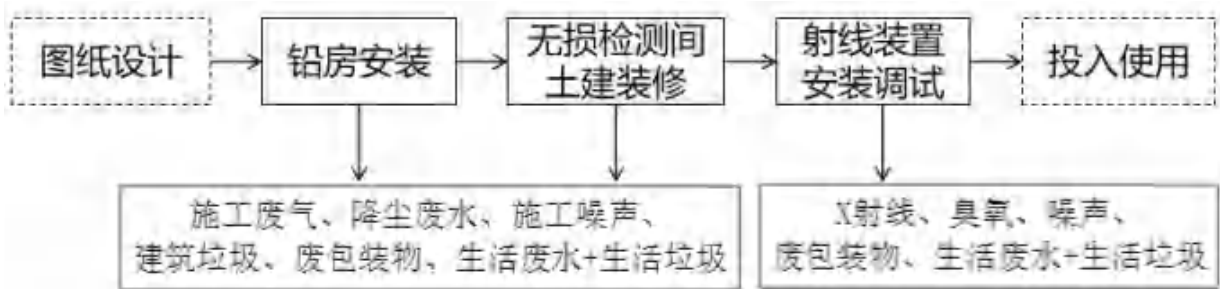 图纸设计
铅房安装
无损检测间
土建装修
射线装置
安装调试
投入使用
施工废气、降尘废水、施工噪声、
建筑垃圾、废包装物、生活废水+生活垃圾
X射线、臭氧、噪声、
废包装物、生活废水+生活垃圾